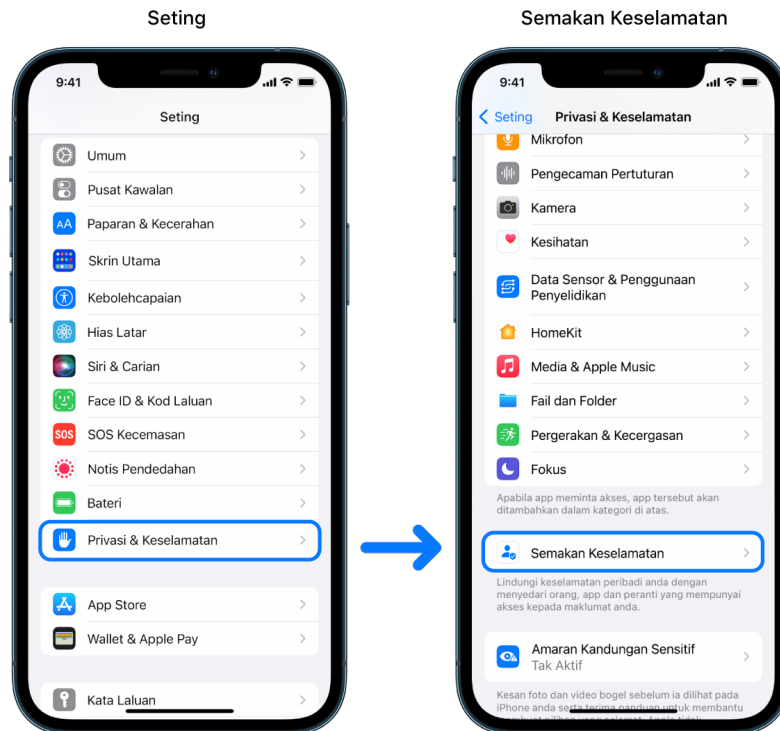 Seting
9:41
Seting
Umum
Pusat Kawalan
AA Paparan & Kecerahan
Skrin Utama
Kebolehcapaian
Hias Latar
Siri & Carian
Face ID & Kod Laluan
SOS SOS Kecemasan
Notis Pendedahan
Bateri
Privasi & Keselamatan
App Store
Wallet & Apple Pay
Kata Laluan
Semakan Keselamatan
9:41
Seting Privasi & Keselamatan
Mikrofon
Pengecaman Pertuturan
Kamera
Kesihatan
Data Sensor & Penggunaan
Penyelidikan
HomeKit
Media & Apple Music
Fail dan Folder
Pergerakan & Kecergasan
Fokus
Apabila app meminta akses, app tersebut akan
ditambahkan dalam kategori di atas.
Semakan Keselamatan
Lindungi keselamatan peribadi anda dengan
menyedari orang, app dan peranti yang mempunyai
akses kepada maklumat anda.
Amaran Kandungan Sensitif
Tak Aktif
Kesan foto dan video bogel sebelum ia dilihat pada
iPhone anda serta terima panduan untuk membantu